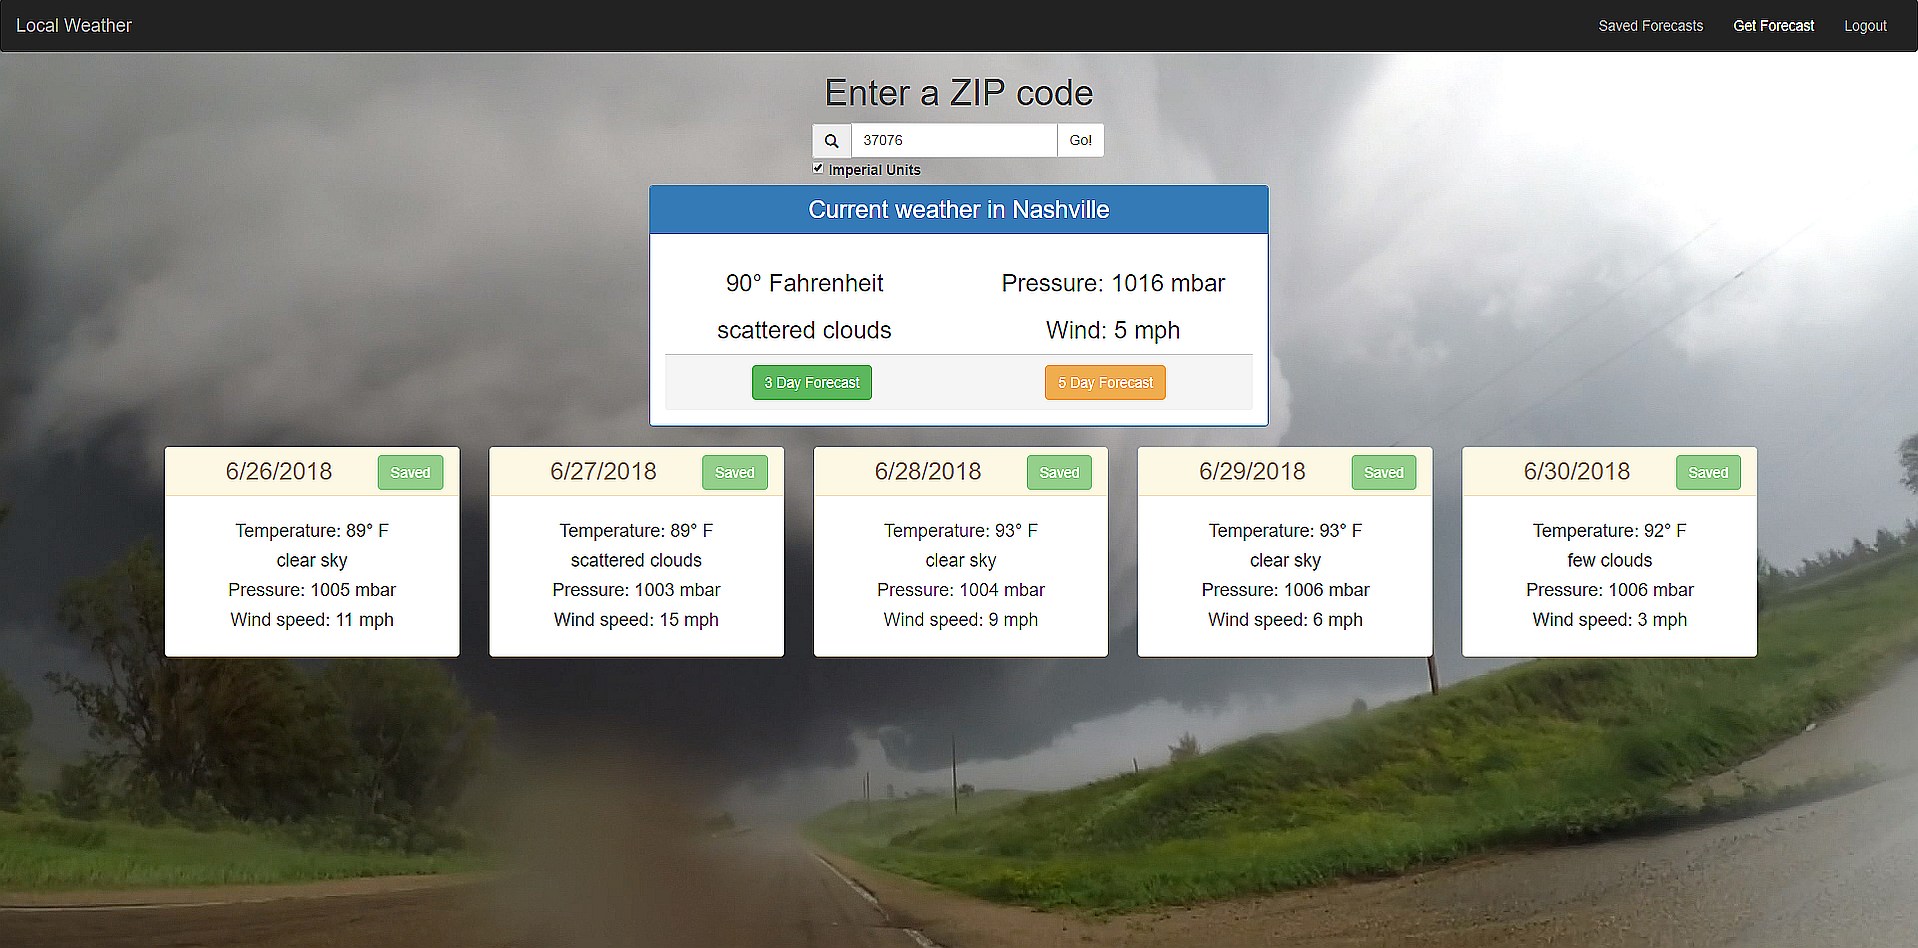 Local Weather
Saved Forecasts
Get Forecast
Logout
Enter a ZIP code
37076
Go!
Imperial Units
Current weather in Nashville
90° Fahrenheit
Pressure: 1016 mbar
scattered clouds
Wind: 5 mph
3 Day Forecast
5 Day Forecast
6/26/2018
Saved
Temperature: 89° F
clear sky
Pressure: 1005 mbar
Wind speed: 11 mph
6/27/2018
Saved
Temperature: 89° F
scattered clouds
Pressure: 1003 mbar
Wind speed: 15 mph
6/28/2018
Saved
Temperature: 93° F
clear sky
Pressure: 1004 mbar
Wind speed: 9 mph
6/29/2018
Saved
Temperature: 93° F
clear sky
Pressure: 1006 mbar
Wind speed: 6 mph
6/30/2018
Saved
Temperature: 92° F
few clouds
Pressure: 1006 mbar
Wind speed: 3 mph